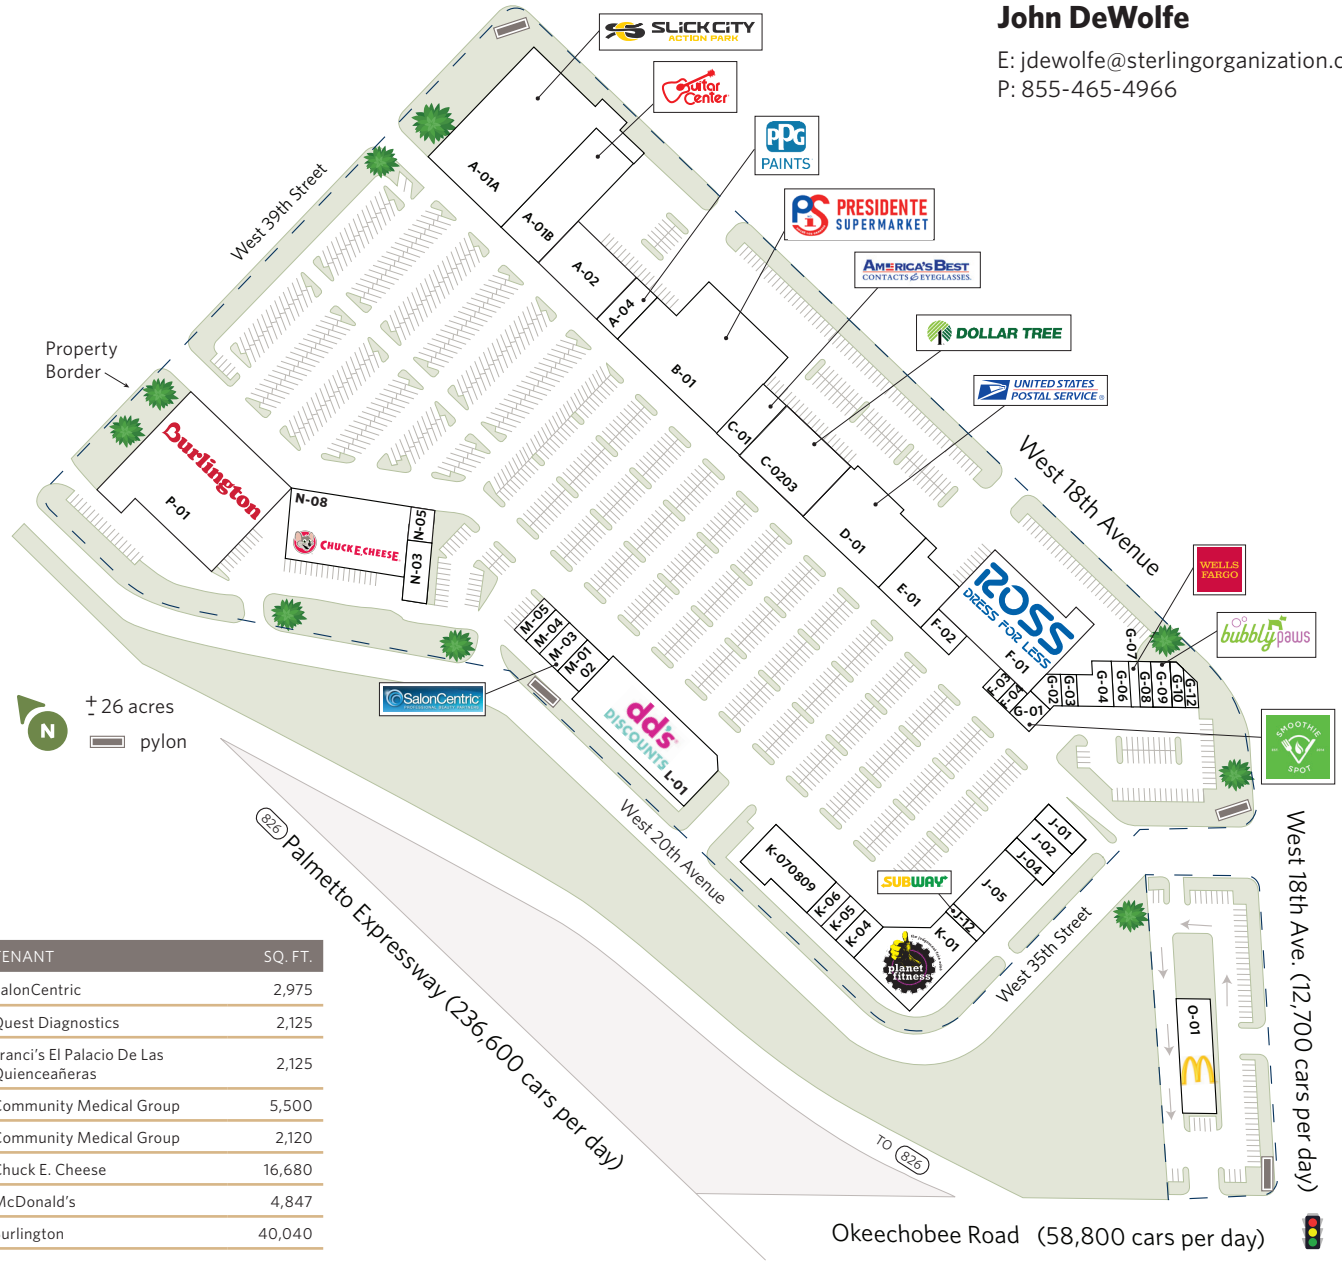 John DeWolfe
E: jdewolfe@sterlingorganization.c
P: 855-465-4966
SLICK CITY
ACTION PARK
Guitar
Center
PPG
PAINTS
PS PRESIDENTE
SUPERMARKET
AMERICA'S BEST
CONTACTS & EYEGLASSES
DOLLAR TREE
UNITED STATES
POSTAL SERVICE®
West 39th Street
A-01A
A-01B
A-02
A-04
B-01
C-01
C-0203
D-01
E-01
F-02
F-01
F-03
F-04
G-01
G-02
G-03
G-04
G-06
G-07
G-08
G-09
G-10
G-12
ROSS
DRESS FOR LESS
West 18th Avenue
WELLS
FARGO
bubbly paws
SMOOTHIE
SPOT
Property
Border
Burlington
P-01
N-08
CHUCK E. CHEESE
N-05
N-03
M-05
M-04
M-03
M-01
02
SalonCentric
dd's
DISCOUNTS
L-01
N
+
- 26 acres
pylon
826
Palmetto Expressway (236,600 cars per day)
West 20th Avenue
K-070809
K-06
K-05
K-04
K-01
planet
fitness
SUBWAY
J-12
J-05
J-04
J-02
J-01
West 35th Street
O-01
West 18th Ave. (12,700 cars per day)
TO 826
Okeechobee Road (58,800 cars per day)
ENANT SQ. FT.
alonCentric 2,975
Quest Diagnostics 2,125
ranci's El Palacio De Las
Quienceañeras 2,125
Community Medical Group 5,500
Community Medical Group 2,120
Chuck E. Cheese 16,680
McDonald's 4,847
urlington 40,040